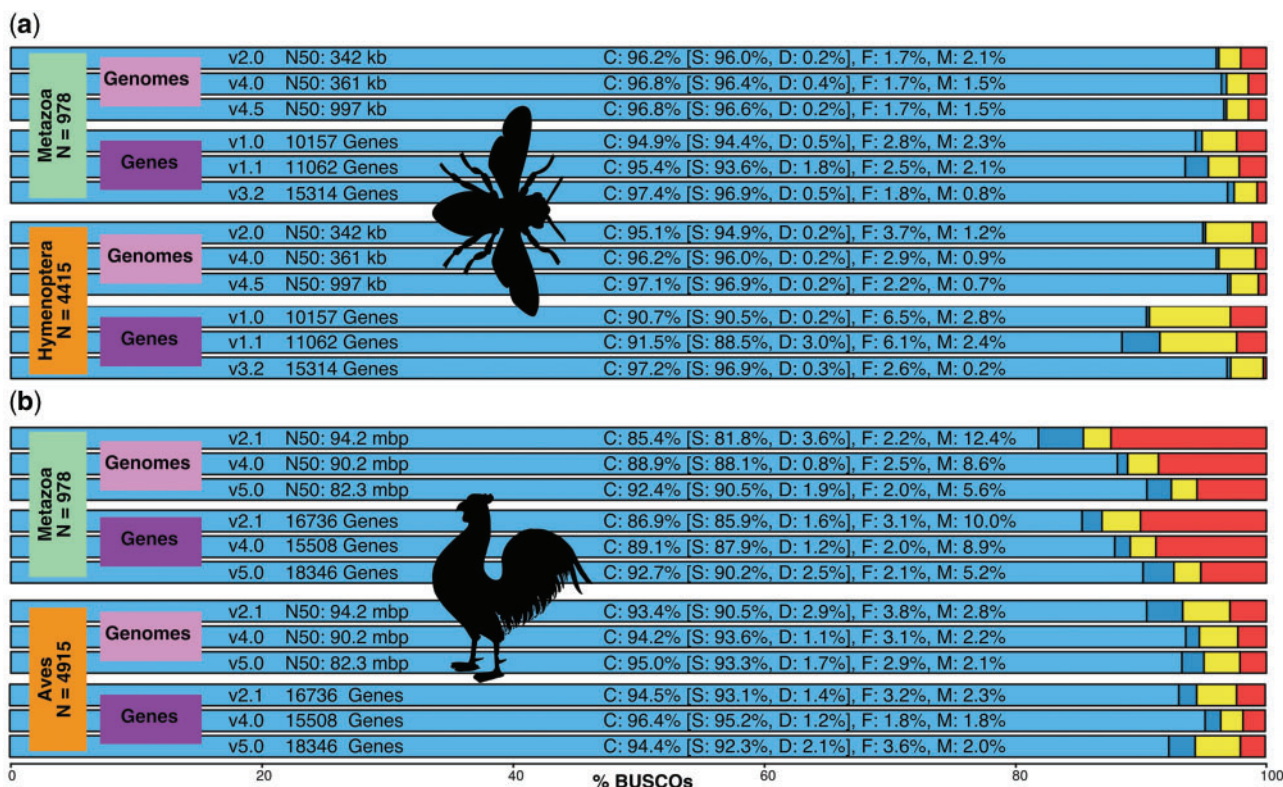 (a)
Metazoa
N = 978
Genomes
v2.0 N50: 342 kb C: 96.2% [S: 96.0%, D: 0.2%], F: 1.7%, M: 2.1%
v4.0 N50: 361 kb C: 96.8% [S: 96.4%, D: 0.4%], F: 1.7%, M: 1.5%
v4.5 N50: 997 kb C: 96.8% [S: 96.6%, D: 0.2%], F: 1.7%, M: 1.5%
Genes
v1.0 10157 Genes C: 94.9% [S: 94.4%, D: 0.5%], F: 2.8%, M: 2.3%
v1.1 11062 Genes C: 95.4% [S: 93.6%, D: 1.8%], F: 2.5%, M: 2.1%
v3.2 15314 Genes C: 97.4% [S: 96.9%, D: 0.5%], F: 1.8%, M: 0.8%
Hymenoptera
N = 4415
Genomes
v2.0 N50: 342 kb C: 95.1% [S: 94.9%, D: 0.2%], F: 3.7%, M: 1.2%
v4.0 N50: 361 kb C: 96.2% [S: 96.0%, D: 0.2%], F: 2.9%, M: 0.9%
v4.5 N50: 997 kb C: 97.1% [S: 96.9%, D: 0.2%], F: 2.2%, M: 0.7%
Genes
v1.0 10157 Genes C: 90.7% [S: 90.5%, D: 0.2%], F: 6.5%, M: 2.8%
v1.1 11062 Genes C: 91.5% [S: 88.5%, D: 3.0%], F: 6.1%, M: 2.4%
v3.2 15314 Genes C: 97.2% [S: 96.9%, D: 0.3%], F: 2.6%, M: 0.2%
(b)
Metazoa
N = 978
Genomes
v2.1 N50: 94.2 mbp C: 85.4% [S: 81.8%, D: 3.6%], F: 2.2%, M: 12.4%
v4.0 N50: 90.2 mbp C: 88.9% [S: 88.1%, D: 0.8%], F: 2.5%, M: 8.6%
v5.0 N50: 82.3 mbp C: 92.4% [S: 90.5%, D: 1.9%], F: 2.0%, M: 5.6%
Genes
v2.1 16736 Genes C: 86.9% [S: 85.9%, D: 1.6%], F: 3.1%, M: 10.0%
v4.0 15508 Genes C: 89.1% [S: 87.9%, D: 1.2%], F: 2.0%, M: 8.9%
v5.0 18346 Genes C: 92.7% [S: 90.2%, D: 2.5%], F: 2.1%, M: 5.2%
Aves
N = 4915
Genomes
v2.1 N50: 94.2 mbp C: 93.4% [S: 90.5%, D: 2.9%], F: 3.8%, M: 2.8%
v4.0 N50: 90.2 mbp C: 94.2% [S: 93.6%, D: 1.1%], F: 3.1%, M: 2.2%
v5.0 N50: 82.3 mbp C: 95.0% [S: 93.3%, D: 1.7%], F: 2.9%, M: 2.1%
Genes
v2.1 16736 Genes C: 94.5% [S: 93.1%, D: 1.4%], F: 3.2%, M: 2.3%
v4.0 15508 Genes C: 96.4% [S: 95.2%, D: 1.2%], F: 1.8%, M: 1.8%
v5.0 18346 Genes C: 94.4% [S: 92.3%, D: 2.1%], F: 3.6%, M: 2.0%
0 20 40 60 80 100
% BUSCOs